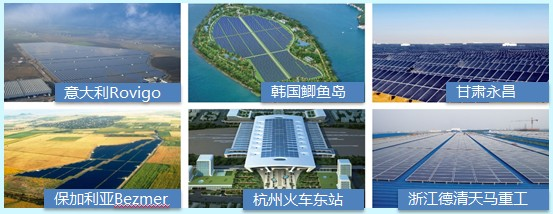 意大利Rovigo
韩国鲫鱼岛
甘肃永昌
保加利亚Bezmer
杭州火车东站
浙江德清天马重工